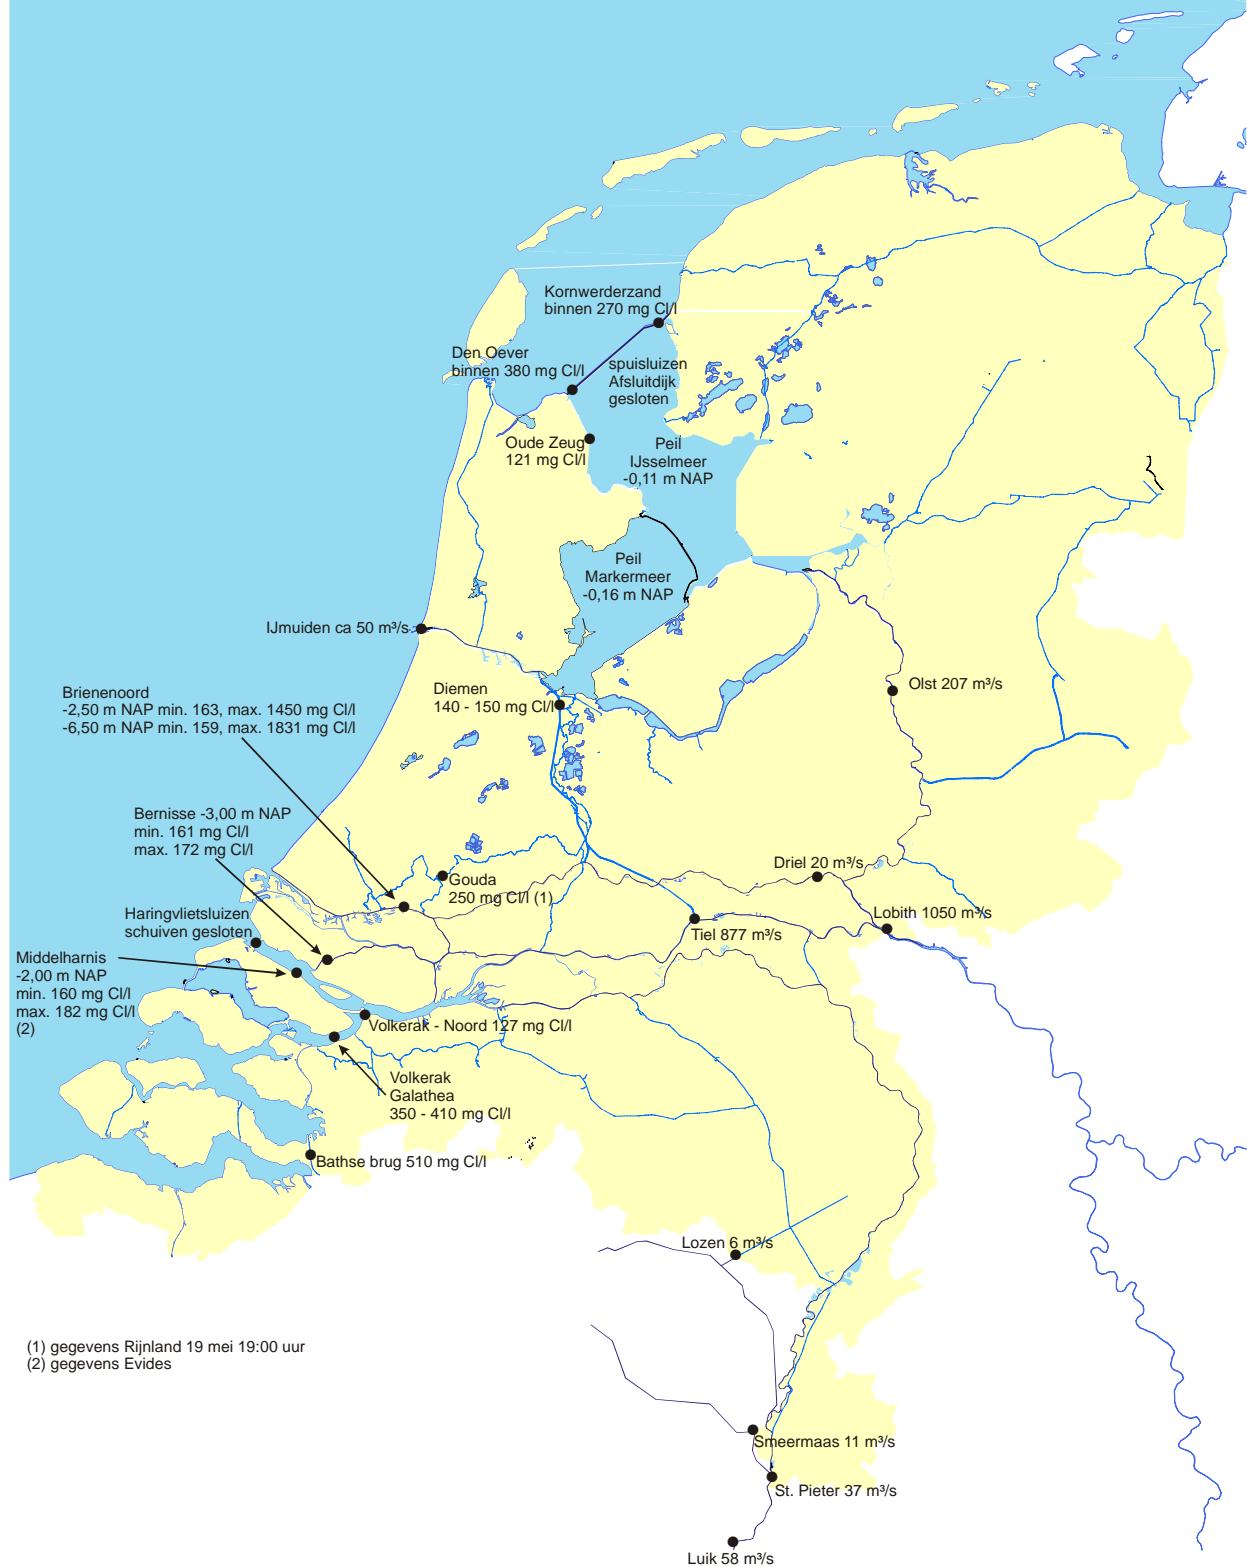 Kornwerderzand
binnen 270 mg Cl/l
Den Oever
binnen 380 mg Cl/l
spuisluizen
Afsluitdijk
gesloten
Oude Zeug
121 mg Cl/l
Peil
IJsselmeer
-0,11 m NAP
Peil
Markermeer
-0,16 m NAP
IJmuiden ca 50 m³/s
Olst 207 m³/s
Diemen
140 - 150 mg Cl/l
Brienenoord
-2,50 m NAP min. 163, max. 1450 mg Cl/l
-6,50 m NAP min. 159, max. 1831 mg Cl/l
Bernisse -3,00 m NAP
min. 161 mg Cl/l
max. 172 mg Cl/l
Driel 20 m³/s
Gouda
250 mg Cl/l (1)
Haringvlietsluizen
schuiven gesloten
Lobith 1050 m³/s
Tiel 877 m³/s
Middelharnis
-2,00 m NAP
min. 160 mg Cl/l
max. 182 mg Cl/l
(2)
Volkerak - Noord 127 mg Cl/l
Volkerak
Galathea
350 - 410 mg Cl/l
Bathse brug 510 mg Cl/l
Lozen 6 m³/s
(1) gegevens Rijnland 19 mei 19:00 uur
(2) gegevens Evides
Smeermaas 11 m³/s
St. Pieter 37 m³/s
Luik 58 m³/s